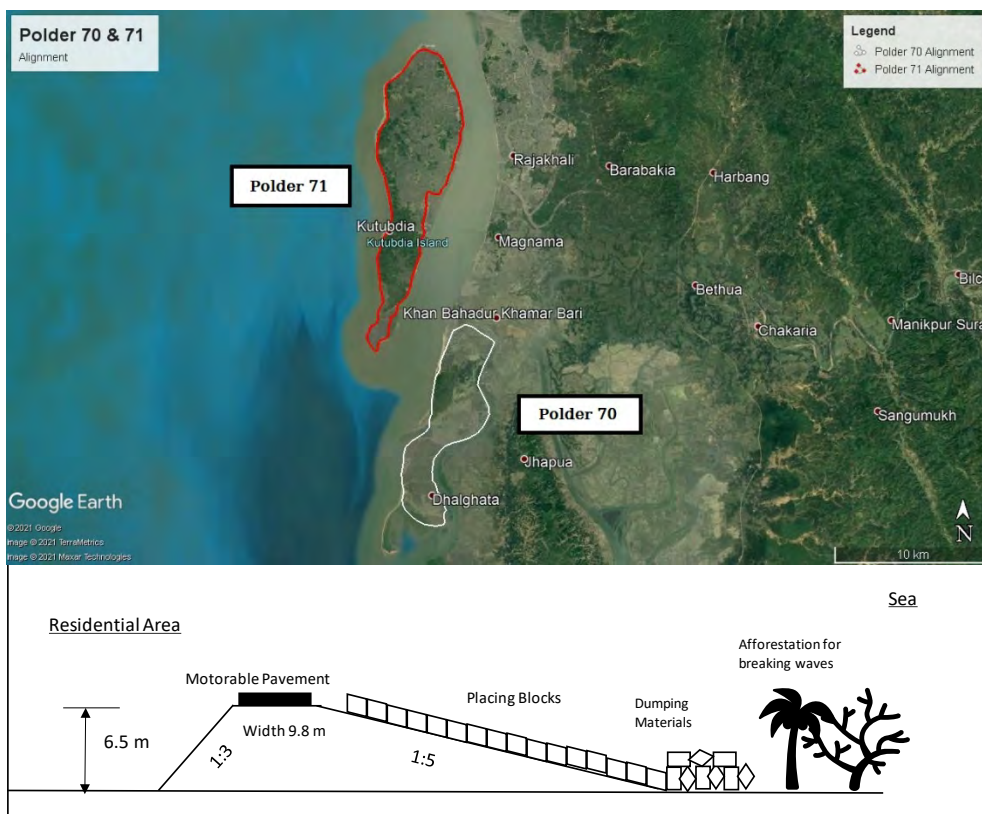 Polder 70 & 71
Alignment
Legend
Polder 70 Alignment
Polder 71 Alignment
Rajakhali
Barabakia
Harbang
Polder 71
Kutubdia
Kutubdia Island
Magnama
Bilc
Bethua
Khan Bahadur Khamar Bari
Chakaria
Manikpur Sura
Polder 70
Sangumukh
Jhapua
Dhalghata
Google Earth
©2021 Google
Image © 2021 TerraMetrics
Image © 2021 Maxar Technologies
N
10 km
Sea
Residential Area
Afforestation for
breaking waves
Motorable Pavement
Placing Blocks
Dumping
Materials
6.5 m
Width 9.8 m
1:3
1:5